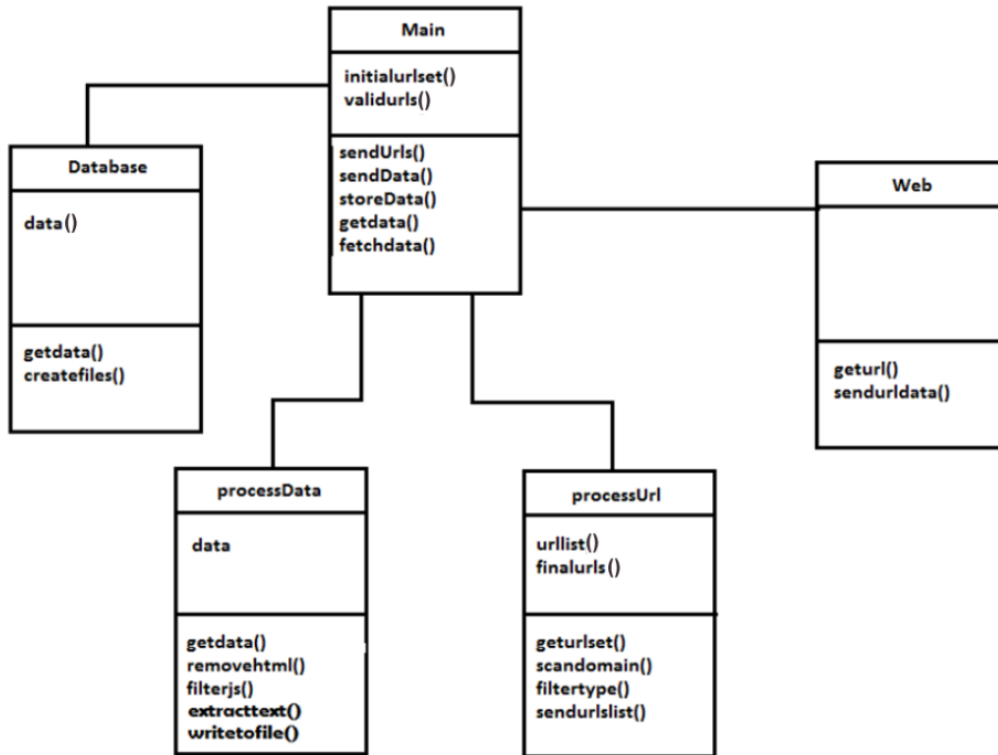 Main
initialurlset()
validurls()
sendUrls()
sendData()
storeData()
getdata()
fetchdata()
Database
data()
getdata()
createfiles()
Web
geturl()
sendurldata()
processData
data
getdata()
removehtml()
filterjs()
extracttext()
writetofile()
processUrl
urllist()
finalurls()
geturlset()
scandomain()
filtertype()
sendurlslist()